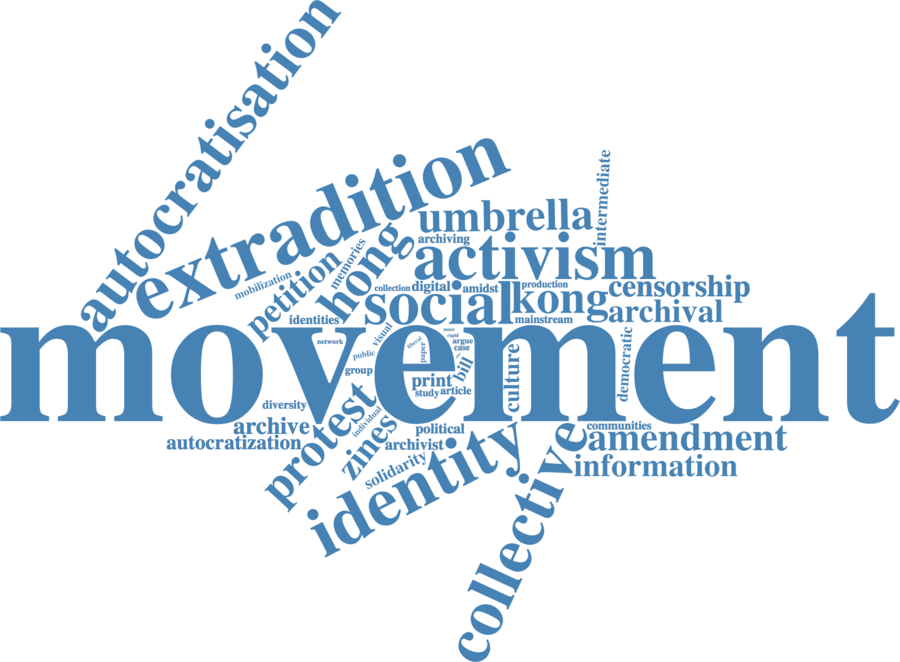 autocratisation
extradition
umbrella
intermediate
archiving
hong
memories
activism
petition
mobilization
collection
digital
amidst
production
censorship
social
kong
archival
identities
mainstream
movement
network
visual
public
liberal
paper
more
rapid
argue
case
democratic
group
bill
culture
print
study
article
diversity
individual
protest
archive
zines
political
communities
autocratization
archivist
amendment
solidarity
identity
information
collective